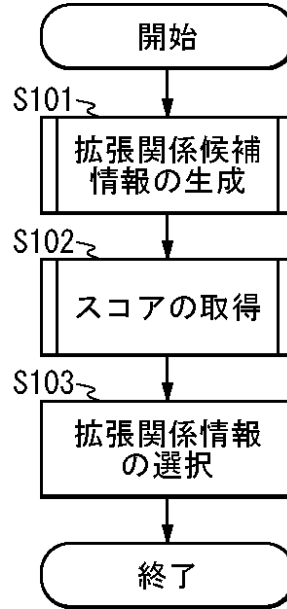 開始
S101
拡張関係候補
情報の生成
S102
スコアの取得
S103
拡張関係情報
の選択
終了